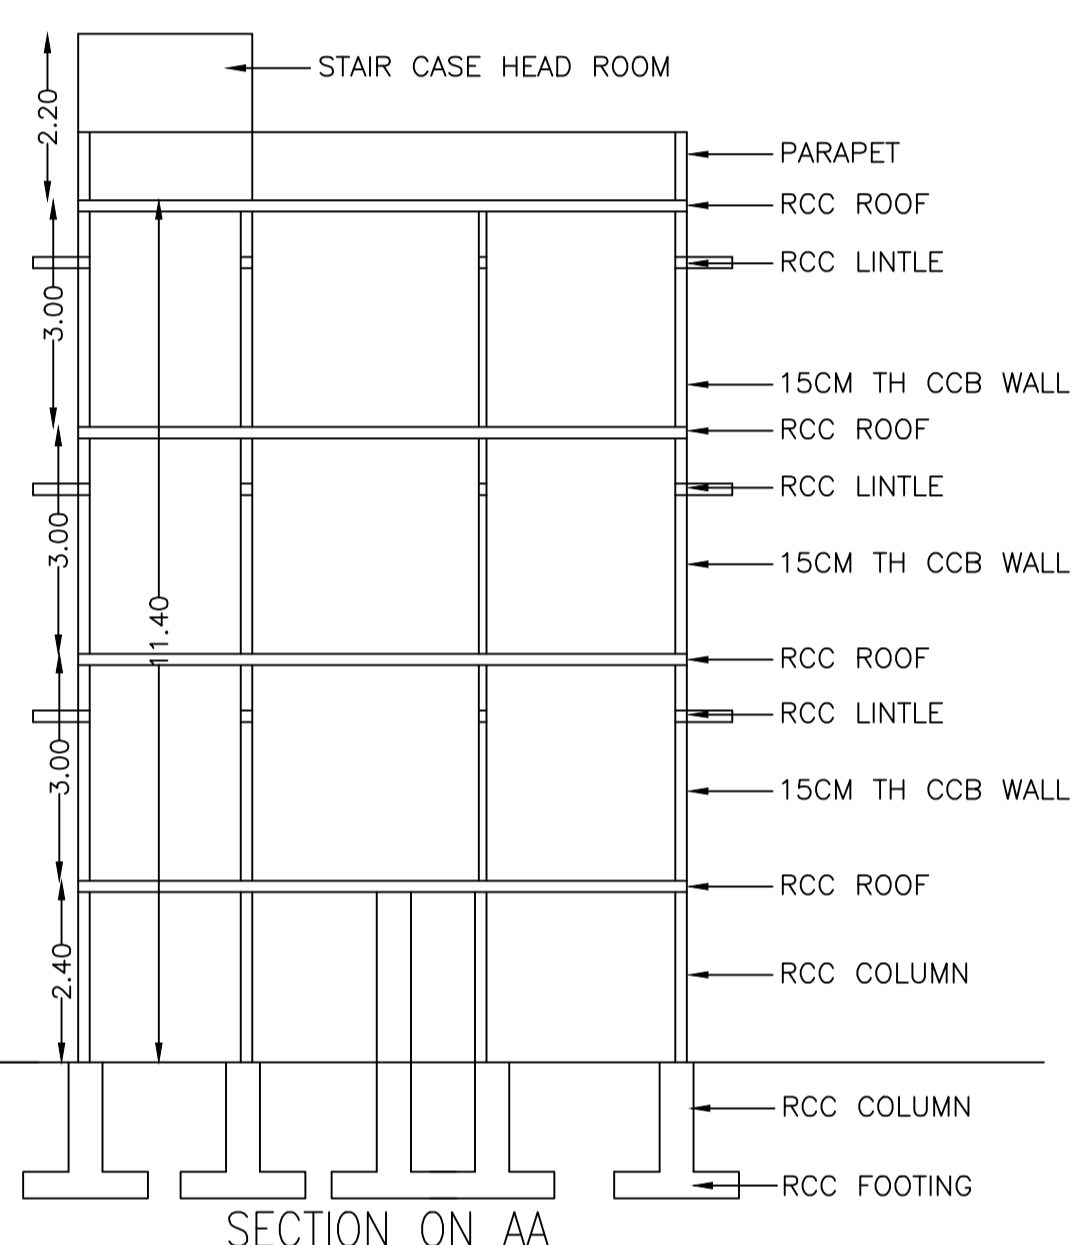 STAIR CASE HEAD ROOM
2.20
PARAPET
RCC ROOF
RCC LINTLE
3.00
15CM TH CCB WALL
RCC ROOF
RCC LINTLE
3.00
15CM TH CCB WALL
11.40
RCC ROOF
RCC LINTLE
3.00
15CM TH CCB WALL
RCC ROOF
2.40
RCC COLUMN
RCC COLUMN
RCC FOOTING
SECTION ON AA